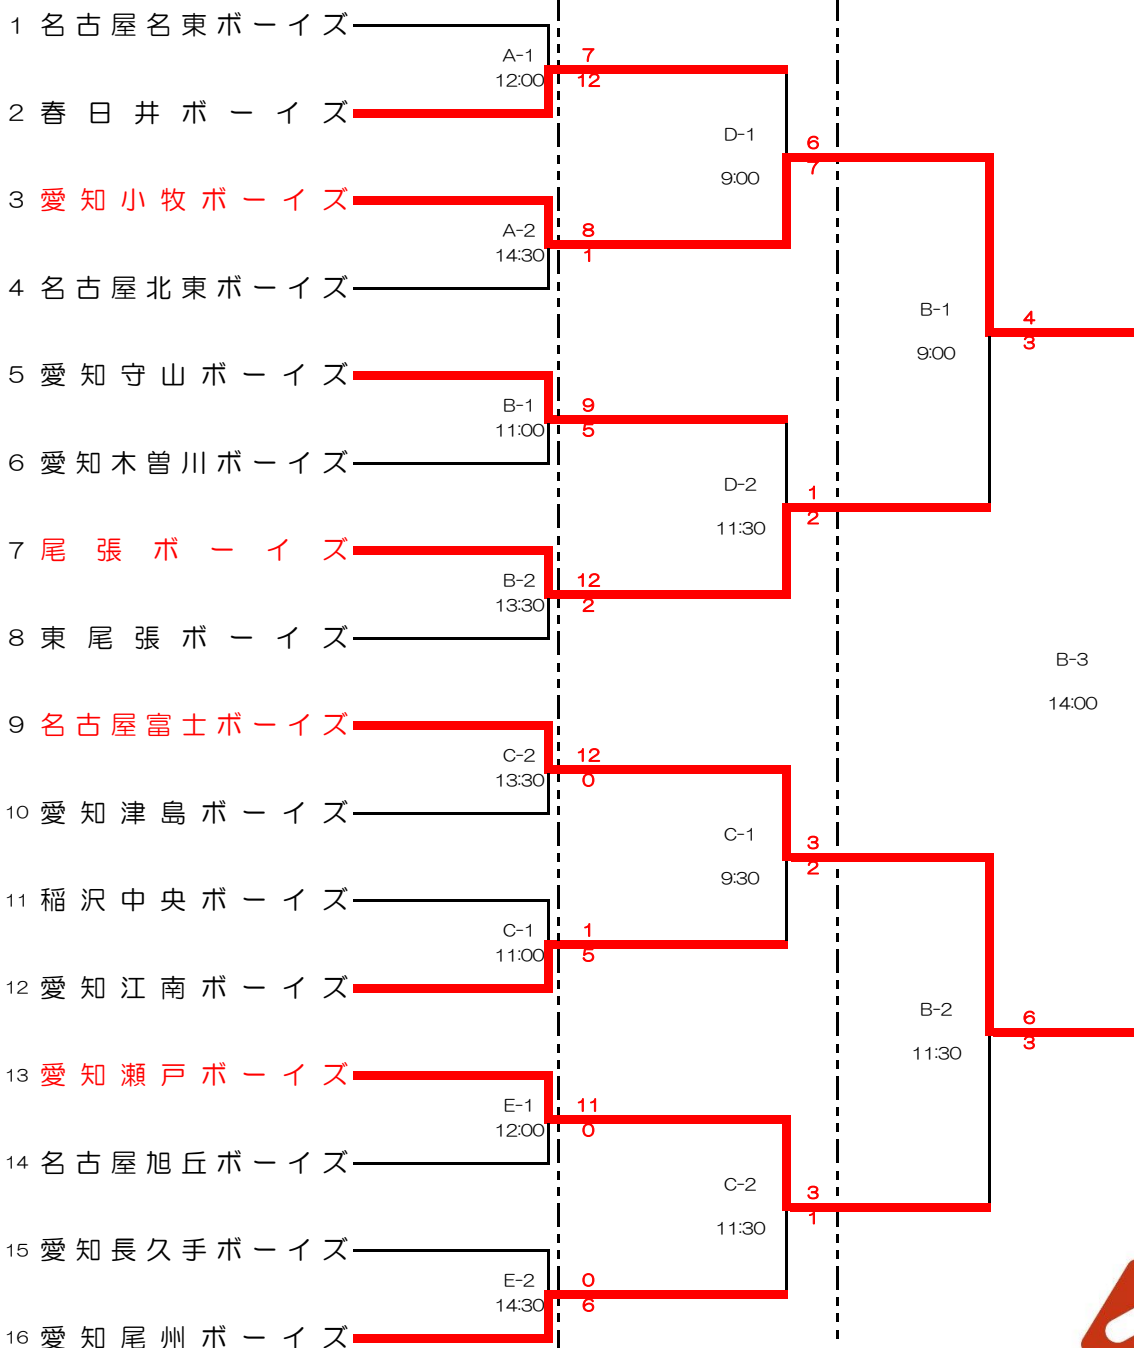 1 名古屋名東ボーイズ
A-1 7
12:00 12
2 春日井ボーイズ
D-1 6
9:00 7
3 愛知小牧ボーイズ
A-2 8
14:30 1
4 名古屋北東ボーイズ
B-1 4
9:00 3
5 愛知守山ボーイズ
B-1 9
11:00 5
6 愛知木曽川ボーイズ
D-2 1
11:30 2
7 尾張ボーイズ
B-2 12
13:30 2
8 東尾張ボーイズ
B-3
14:00
9 名古屋富士ボーイズ
C-2 12
13:30 0
10 愛知津島ボーイズ
C-1 3
9:30 2
11 稲沢中央ボーイズ
C-1 1
11:00 5
12 愛知江南ボーイズ
B-2 6
11:30 3
13 愛知瀬戸ボーイズ
E-1 11
12:00 0
14 名古屋旭丘ボーイズ
C-2 3
11:30 1
15 愛知長久手ボーイズ
E-2 0
14:30 6
16 愛知尾州ボーイズ